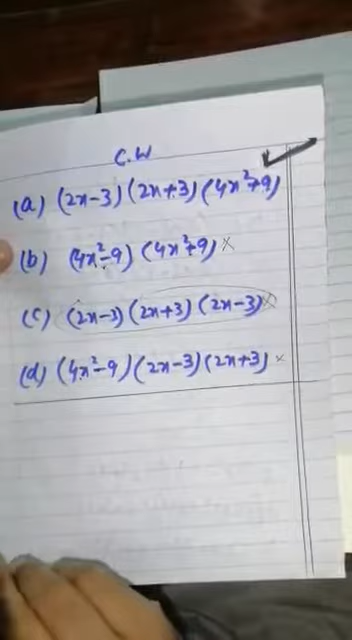 C.W
(a) (2x-3) (2x+3) (4x²+9) ✓
(b) (4x²-9) (4x²+9) ×
(c) (2x-3) (2x+3) (2x-3) ×
(d) (4x²-9) (2x-3) (2x+3) ×